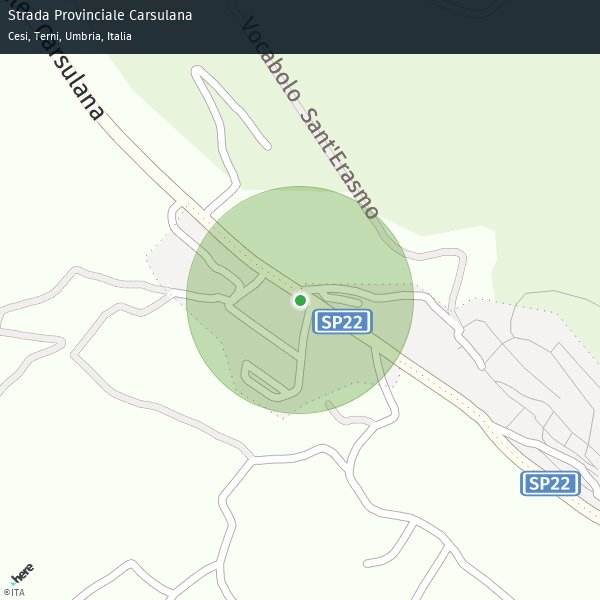 Strada Provinciale Carsulana
Cesi, Terni, Umbria, Italia
Carsulana
Vocabolo Sant'Erasmo
SP22
SP22
here
©ITA